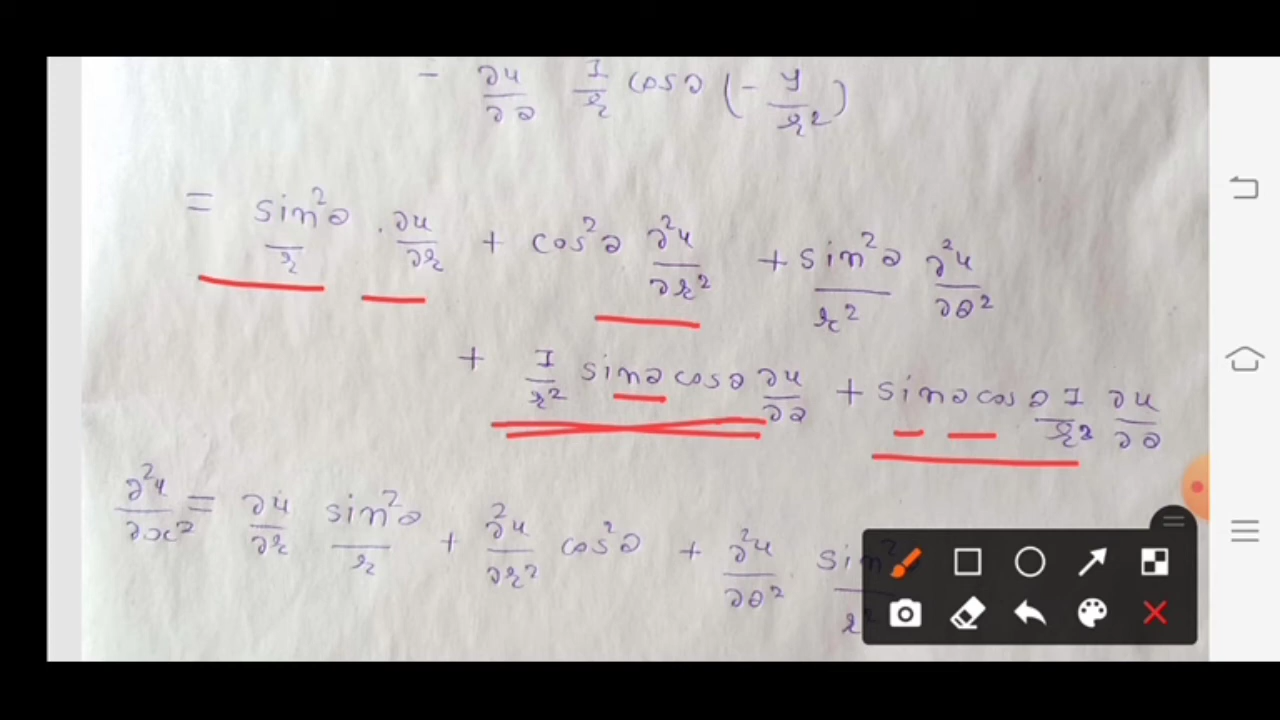 - ∂u/∂θ 1/r cosθ (- y/r²)
= sin²θ/r . ∂u/∂r + cos²θ ∂²u/∂r² + sin²θ/r² ∂²u/∂θ²
+ 1/r² sinθ cosθ ∂u/∂θ + sinθ cosθ 1/r² ∂u/∂θ
∂²u/∂x² = ∂u/∂r sin²θ/r + ∂²u/∂r² cos²θ + ∂²u/∂θ² sin²